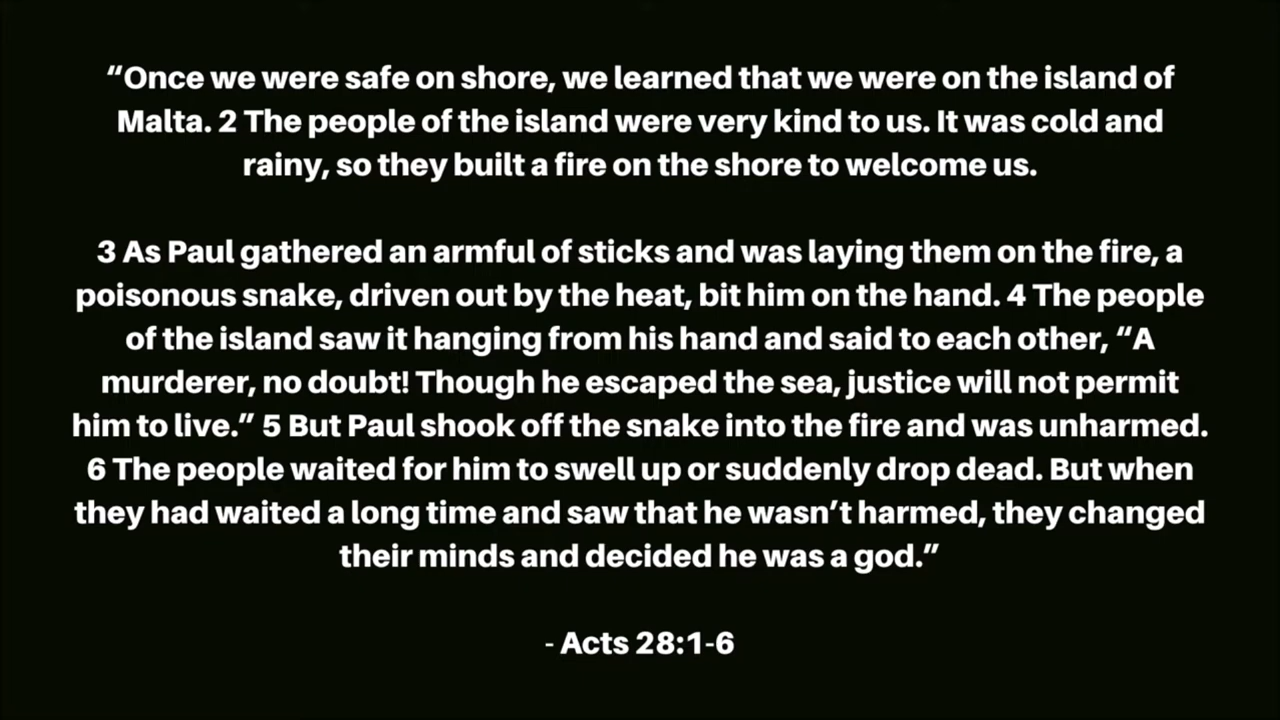 “Once we were safe on shore, we learned that we were on the island of
Malta. 2 The people of the island were very kind to us. It was cold and
rainy, so they built a fire on the shore to welcome us.
3 As Paul gathered an armful of sticks and was laying them on the fire, a
poisonous snake, driven out by the heat, bit him on the hand. 4 The people
of the island saw it hanging from his hand and said to each other, “A
murderer, no doubt! Though he escaped the sea, justice will not permit
him to live.” 5 But Paul shook off the snake into the fire and was unharmed.
6 The people waited for him to swell up or suddenly drop dead. But when
they had waited a long time and saw that he wasn’t harmed, they changed
their minds and decided he was a god.”
- Acts 28:1-6